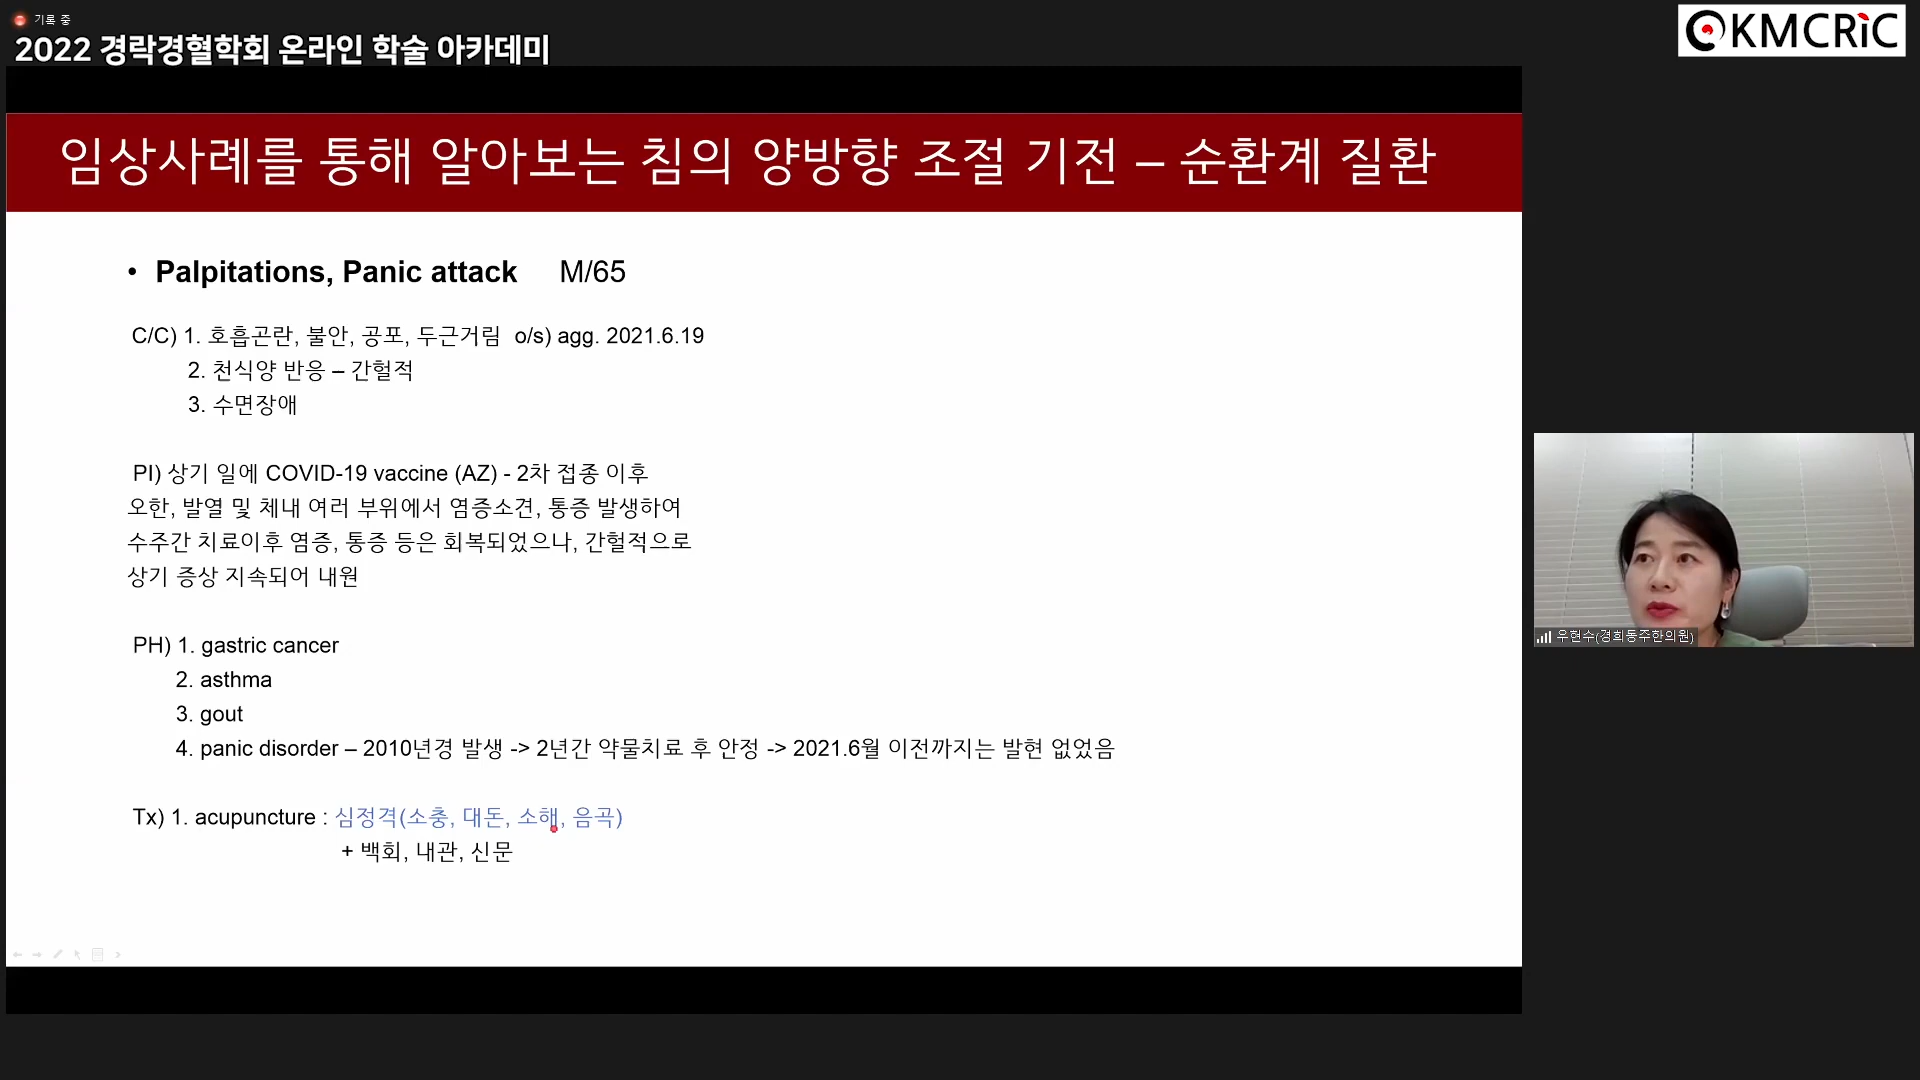 기록 중
2022 경락경혈학회 온라인 학술 아카데미
KMCRiC
임상사례를 통해 알아보는 침의 양방향 조절 기전 – 순환계 질환
• Palpitations, Panic attack M/65
C/C) 1. 호흡곤란, 불안, 공포, 두근거림 o/s) agg. 2021.6.19
2. 천식양 반응 – 간헐적
3. 수면장애
PI) 상기 일에 COVID-19 vaccine (AZ) - 2차 접종 이후
오한, 발열 및 체내 여러 부위에서 염증소견, 통증 발생하여
수주간 치료이후 염증, 통증 등은 회복되었으나, 간헐적으로
상기 증상 지속되어 내원
PH) 1. gastric cancer
2. asthma
3. gout
4. panic disorder – 2010년경 발생 -> 2년간 약물치료 후 안정 -> 2021.6월 이전까지는 발현 없었음
Tx) 1. acupuncture : 심정격(소충, 대돈, 소해, 음곡)
+ 백회, 내관, 신문
우현수(경희동주한의원)